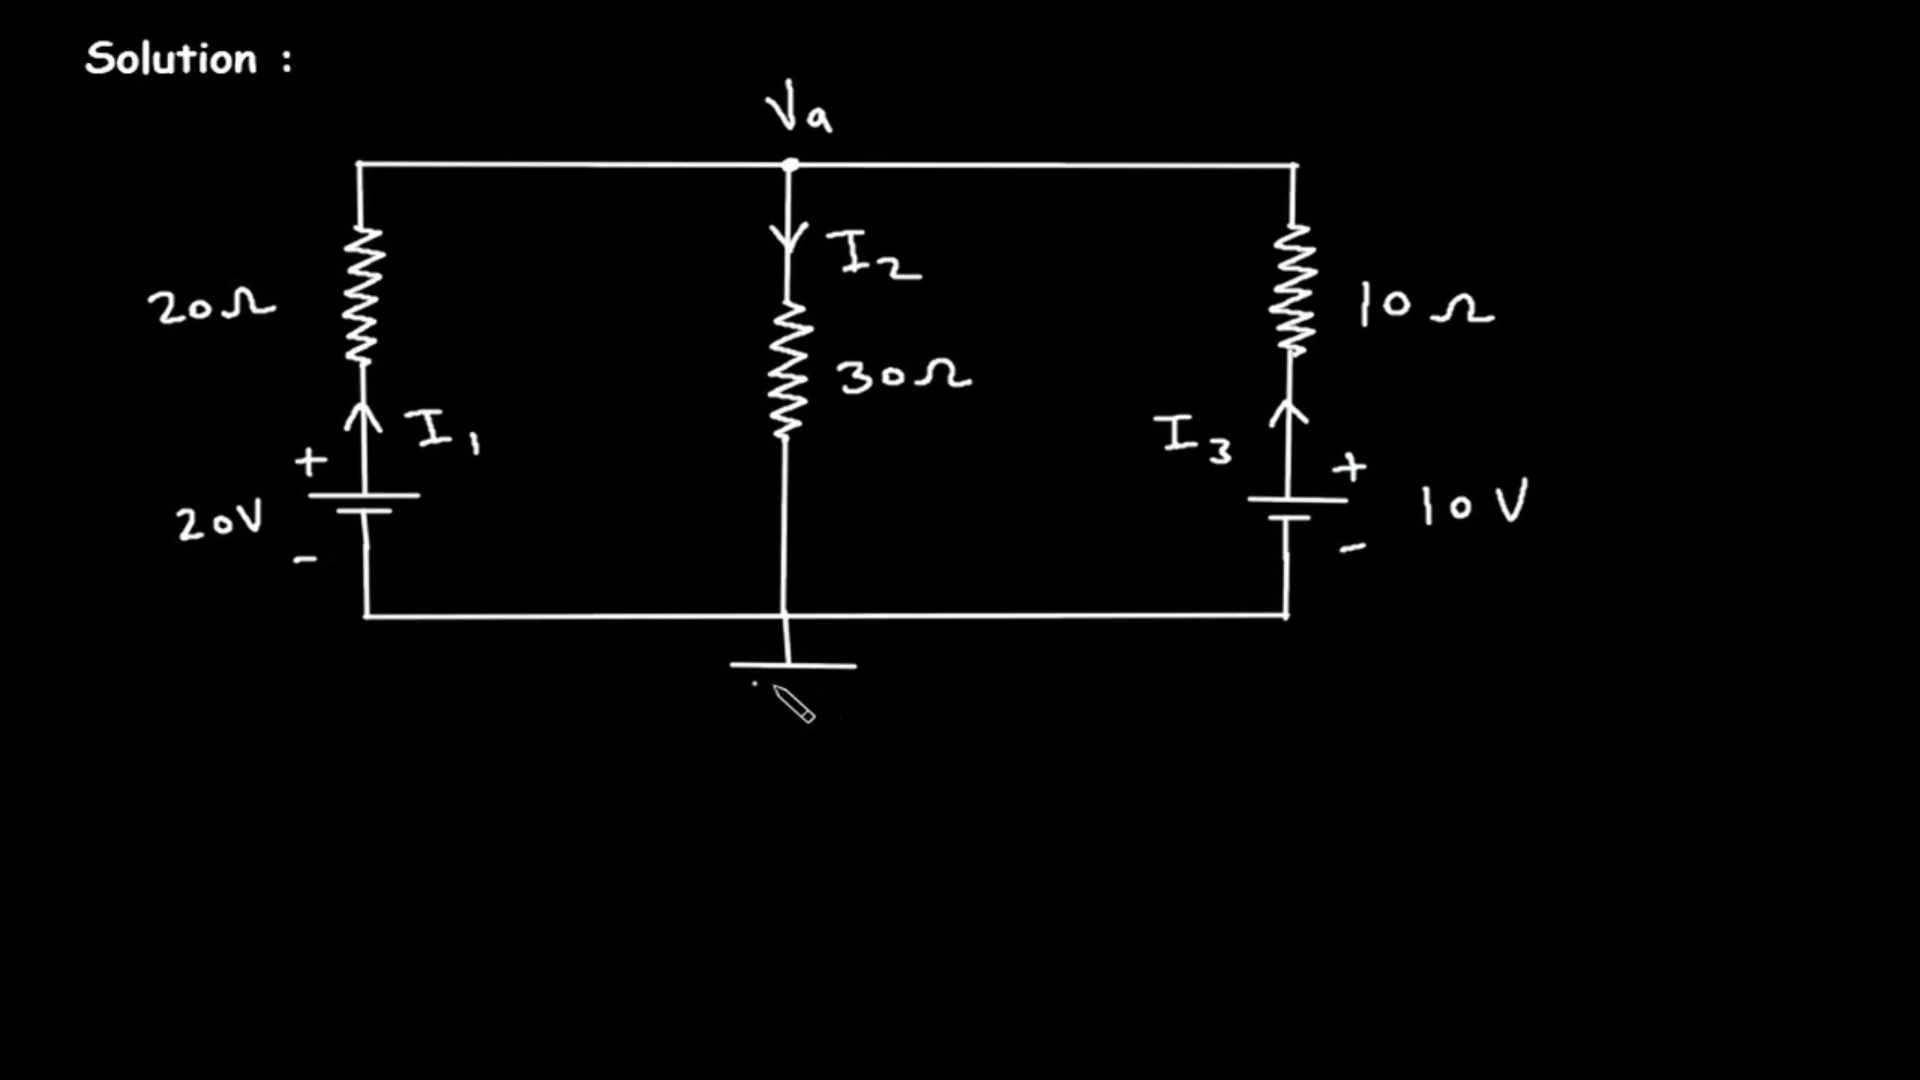 Solution :
Va
I2
20Ω
10Ω
30Ω
I1
I3
+
+
20V
10V
-
-